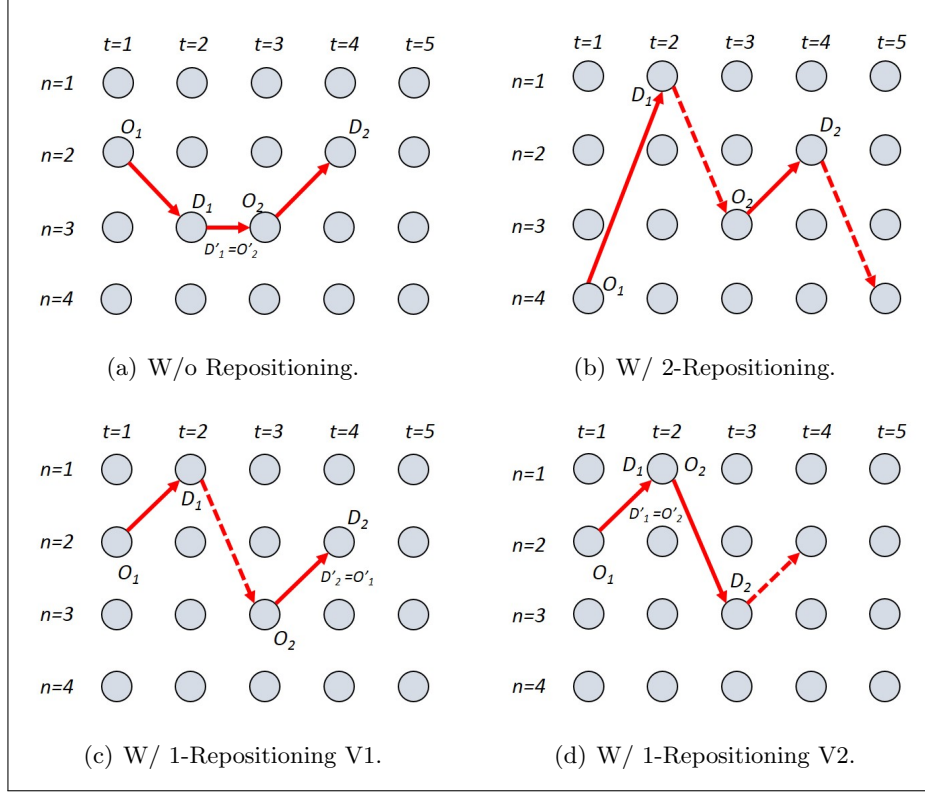 t=1 t=2 t=3 t=4 t=5
n=1
O₁ D₂
n=2
D₁ O₂
n=3
D'₁=O'₂
n=4
(a) W/o Repositioning.
t=1 t=2 t=3 t=4 t=5
n=1
D₁
D₂
n=2
O₂
n=3
n=4 O₁
(b) W/ 2-Repositioning.
t=1 t=2 t=3 t=4 t=5
n=1
D₁
D₂
n=2
O₁ D'₂=O'₁
n=3
O₂
n=4
(c) W/ 1-Repositioning V1.
t=1 t=2 t=3 t=4 t=5
n=1 D₁ O₂
D'₁=O'₂
n=2
O₁ D₂
n=3
n=4
(d) W/ 1-Repositioning V2.